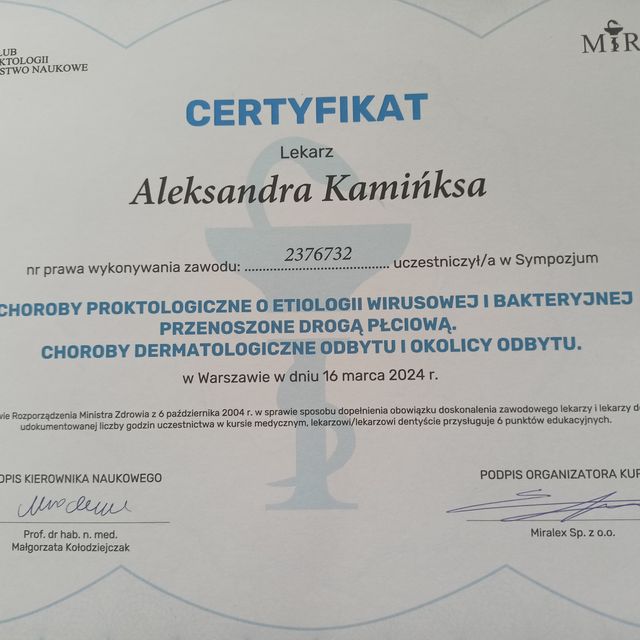 LUB
KTOLOGII
STWO NAUKOWE
MIR
CERTYFIKAT
Lekarz
Aleksandra Kamińksa
nr prawa wykonywania zawodu: 2376732 uczestniczył/a w Sympozjum
CHOROBY PROKTOLOGICZNE O ETIOLOGII WIRUSOWEJ I BAKTERYJNEJ
PRZENOSZONE DROGĄ PŁCIOWĄ.
CHOROBY DERMATOLOGICZNE ODBYTU I OKOLICY ODBYTU.
w Warszawie w dniu 16 marca 2024 r.
wie Rozporządzenia Ministra Zdrowia z 6 października 2004 r. w sprawie sposobu dopełnienia obowiązku doskonalenia zawodowego lekarzy i lekarzy de
udokumentowanej liczby godzin uczestnictwa w kursie medycznym, lekarzowi/lekarzowi dentyście przysługuje 6 punktów edukacyjnych.
DPIS KIEROWNIKA NAUKOWEGO
PODPIS ORGANIZATORA KUR
Prof. dr hab. n. med.
Małgorzata Kołodziejczak
Miralex Sp. z o.o.